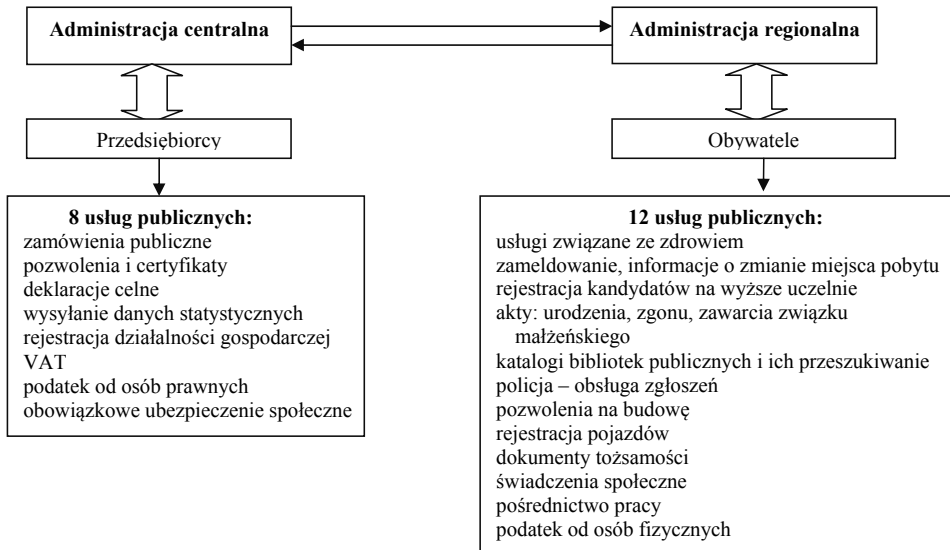 Administracja centralna
Administracja regionalna
Przedsiębiorcy
Obywatele
8 usług publicznych:
zamówienia publiczne
pozwolenia i certyfikaty
deklaracje celne
wysyłanie danych statystycznych
rejestracja działalności gospodarczej
VAT
podatek od osób prawnych
obowiązkowe ubezpieczenie społeczne
12 usług publicznych:
usługi związane ze zdrowiem
zameldowanie, informacje o zmianie miejsca pobytu
rejestracja kandydatów na wyższe uczelnie
akty: urodzenia, zgonu, zawarcia związku
małżeńskiego
katalogi bibliotek publicznych i ich przeszukiwanie
policja – obsługa zgłoszeń
pozwolenia na budowę
rejestracja pojazdów
dokumenty tożsamości
świadczenia społeczne
pośrednictwo pracy
podatek od osób fizycznych